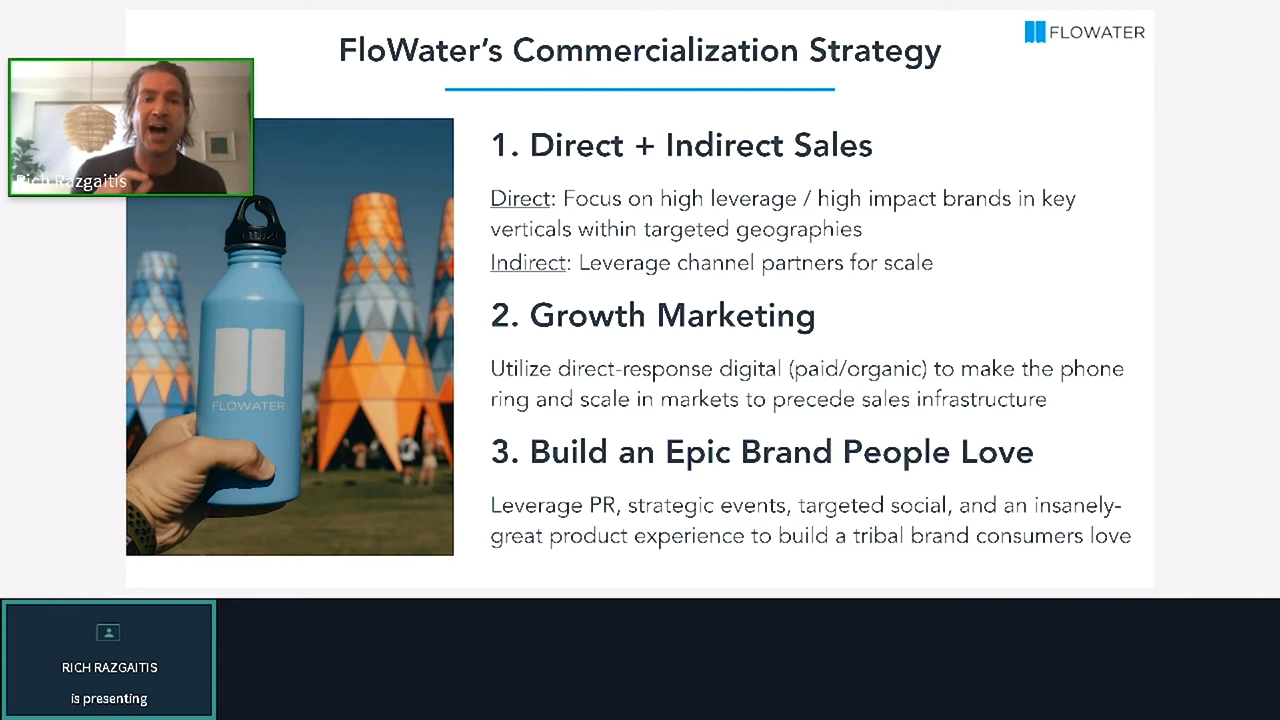 FloWater’s Commercialization Strategy
FLOWATER
Rich Razgaitis
1. Direct + Indirect Sales
Direct: Focus on high leverage / high impact brands in key
verticals within targeted geographies
Indirect: Leverage channel partners for scale
2. Growth Marketing
Utilize direct-response digital (paid/organic) to make the phone
ring and scale in markets to precede sales infrastructure
3. Build an Epic Brand People Love
Leverage PR, strategic events, targeted social, and an insanely-
great product experience to build a tribal brand consumers love
FLOWATER
RICH RAZGAITIS
is presenting